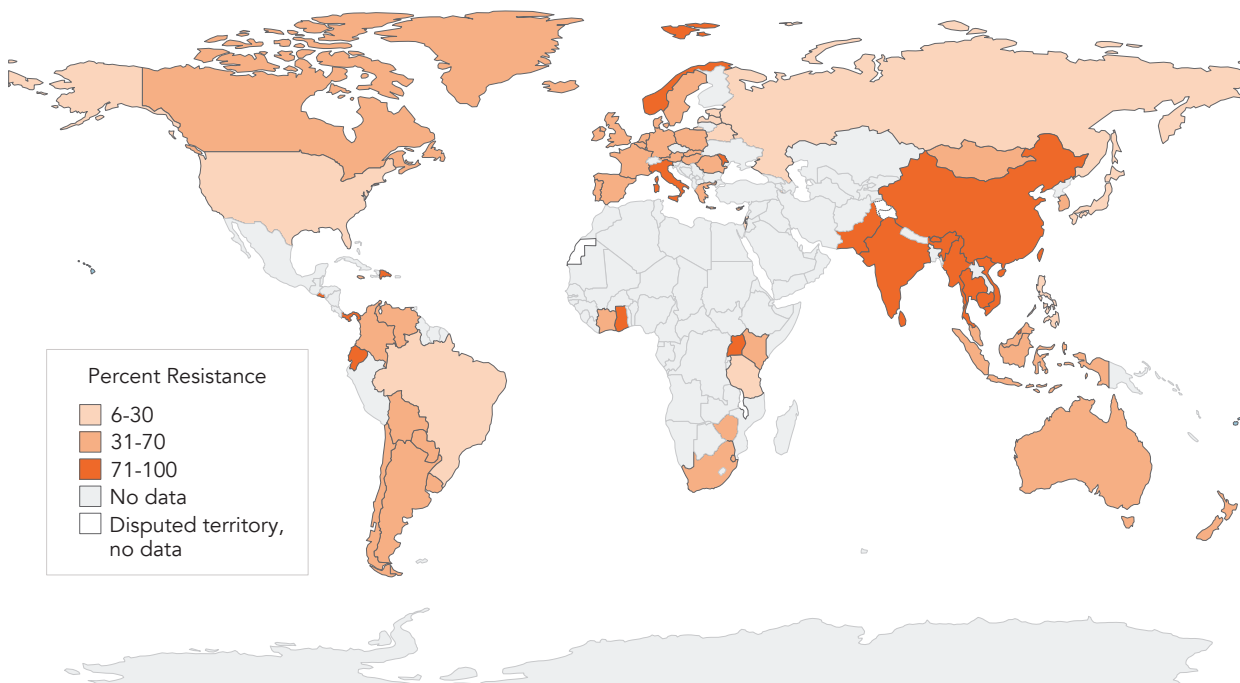 Percent Resistance
6-30
31-70
71-100
No data
Disputed territory,
no data